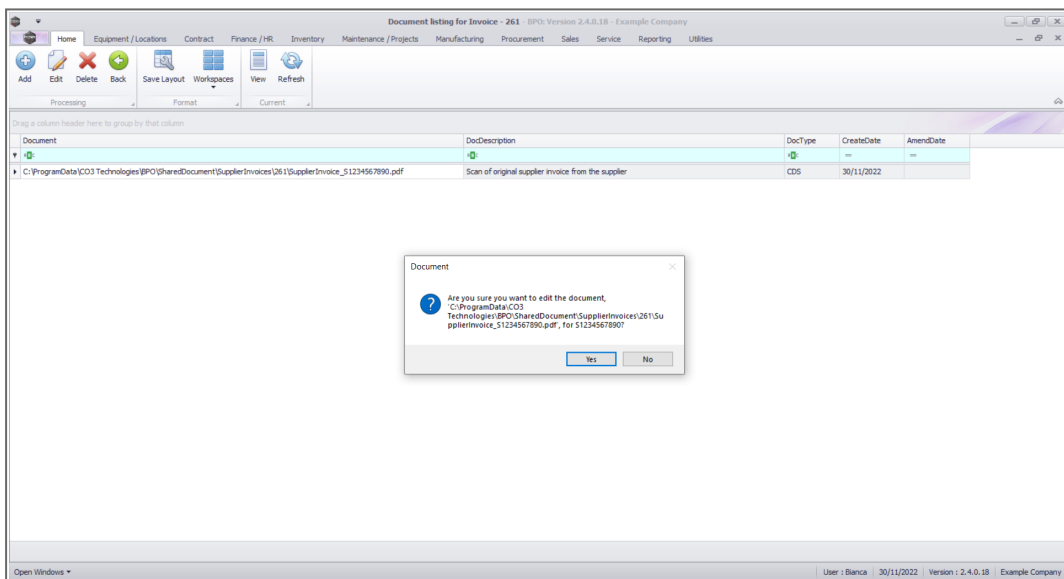 Document listing for Invoice - 261 - BPO: Version 2.4.0.18 - Example Company
Home Equipment / Locations Contract Finance / HR Inventory Maintenance / Projects Manufacturing Procurement Sales Service Reporting Utilities
Add Edit Delete Back Save Layout Workspaces View Refresh
Processing Format Current
Drag a column header here to group by that column
Document DocDescription DocType CreateDate AmendDate
C:\ProgramData\CO3 Technologies\BPO\SharedDocument\SupplierInvoices\261\SupplierInvoice_S1234567890.pdf Scan of original supplier invoice from the supplier CDS 30/11/2022
Document
Are you sure you want to edit the document,
'C:\ProgramData\CO3
Technologies\BPO\SharedDocument\SupplierInvoices\261\Su
pplierInvoice_S1234567890.pdf', for S1234567890?
Yes No
Open Windows User : Bianca 30/11/2022 Version : 2.4.0.18 Example Company